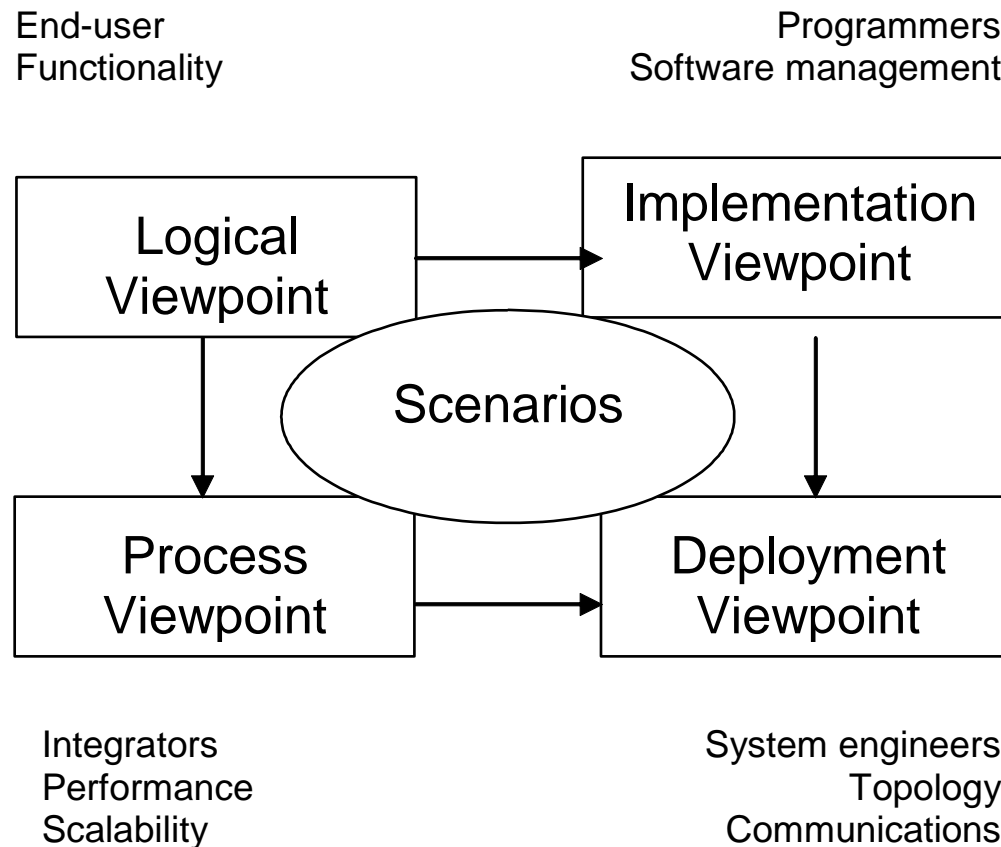 End-user
Functionality
Programmers
Software management
Logical
Viewpoint
Implementation
Viewpoint
Scenarios
Process
Viewpoint
Deployment
Viewpoint
Integrators
Performance
Scalability
System engineers
Topology
Communications